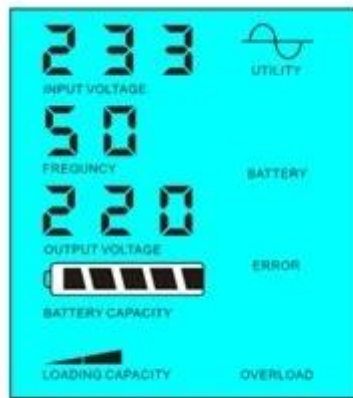 233
INPUT VOLTAGE
UTILITY
50
FREQUNCY
BATTERY
220
OUTPUT VOLTAGE
ERROR
BATTERY CAPACITY
LOADING CAPACITY
OVERLOAD